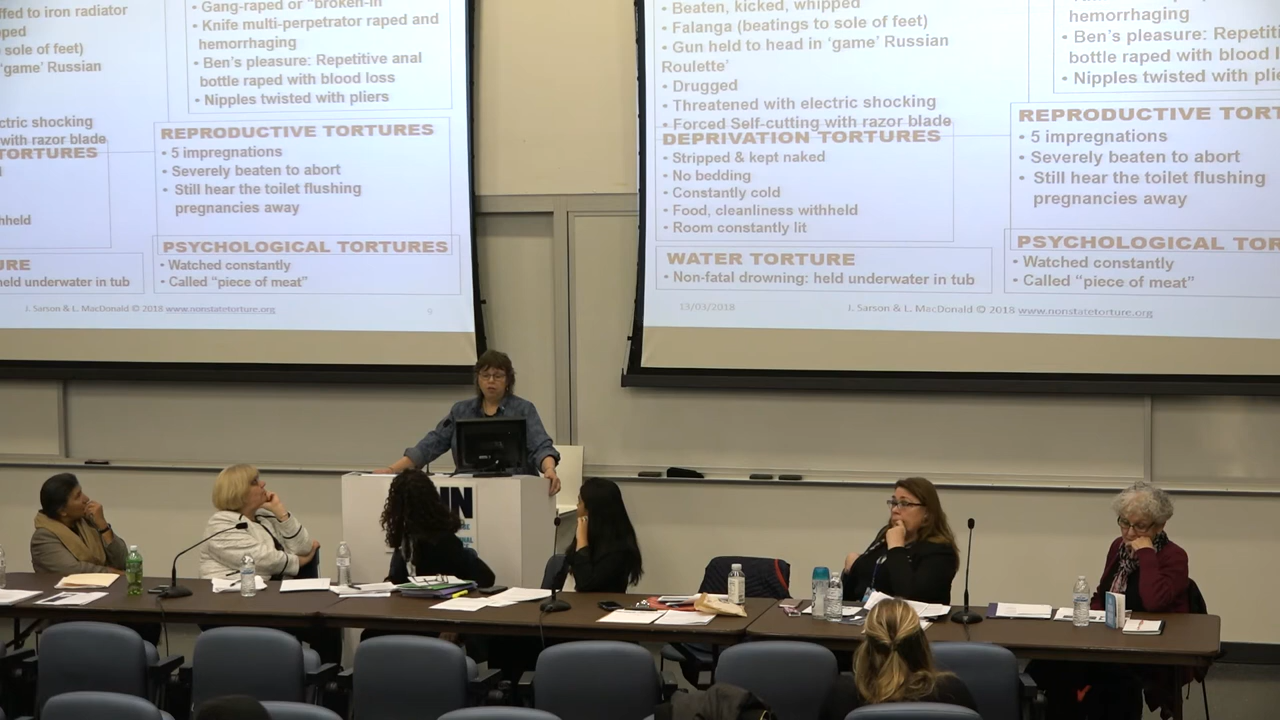 ffed to iron radiator
pped
sole of feet)
'game' Russian
ctric shocking
with razor blade
TORTURES
hheld
URE
held underwater in tub
• Gang-raped or "broken-in
• Knife multi-perpetrator raped and
hemorrhaging
• Ben's pleasure: Repetitive anal
bottle raped with blood loss
• Nipples twisted with pliers
REPRODUCTIVE TORTURES
• 5 impregnations
• Severely beaten to abort
• Still hear the toilet flushing
pregnancies away
PSYCHOLOGICAL TORTURES
• Watched constantly
• Called "piece of meat"
J. Sarson & L. MacDonald © 2018 www.nonstatetorture.org
9
• Beaten, kicked, whipped
• Falanga (beatings to sole of feet)
• Gun held to head in 'game' Russian
Roulette'
• Drugged
• Threatened with electric shocking
• Forced Self-cutting with razor blade
DEPRIVATION TORTURES
• Stripped & kept naked
• No bedding
• Constantly cold
• Food, cleanliness withheld
• Room constantly lit
WATER TORTURE
• Non-fatal drowning: held underwater in tub
hemorrhaging
• Ben's pleasure: Repetiti
bottle raped with blood l
• Nipples twisted with plie
REPRODUCTIVE TORT
• 5 impregnations
• Severely beaten to abort
• Still hear the toilet flushing
pregnancies away
PSYCHOLOGICAL TOR
• Watched constantly
• Called "piece of meat"
13/03/2018
J. Sarson & L. MacDonald © 2018 www.nonstatetorture.org